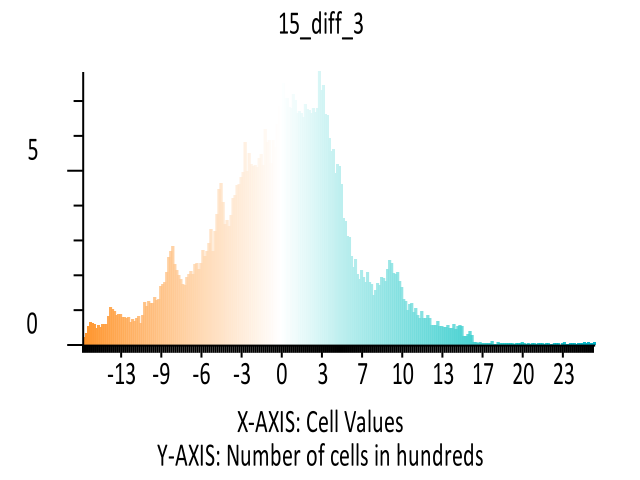 15_diff_3
5
0
-13 -9 -6 -3 0 3 7 10 13 17 20 23
X-AXIS: Cell Values
Y-AXIS: Number of cells in hundreds